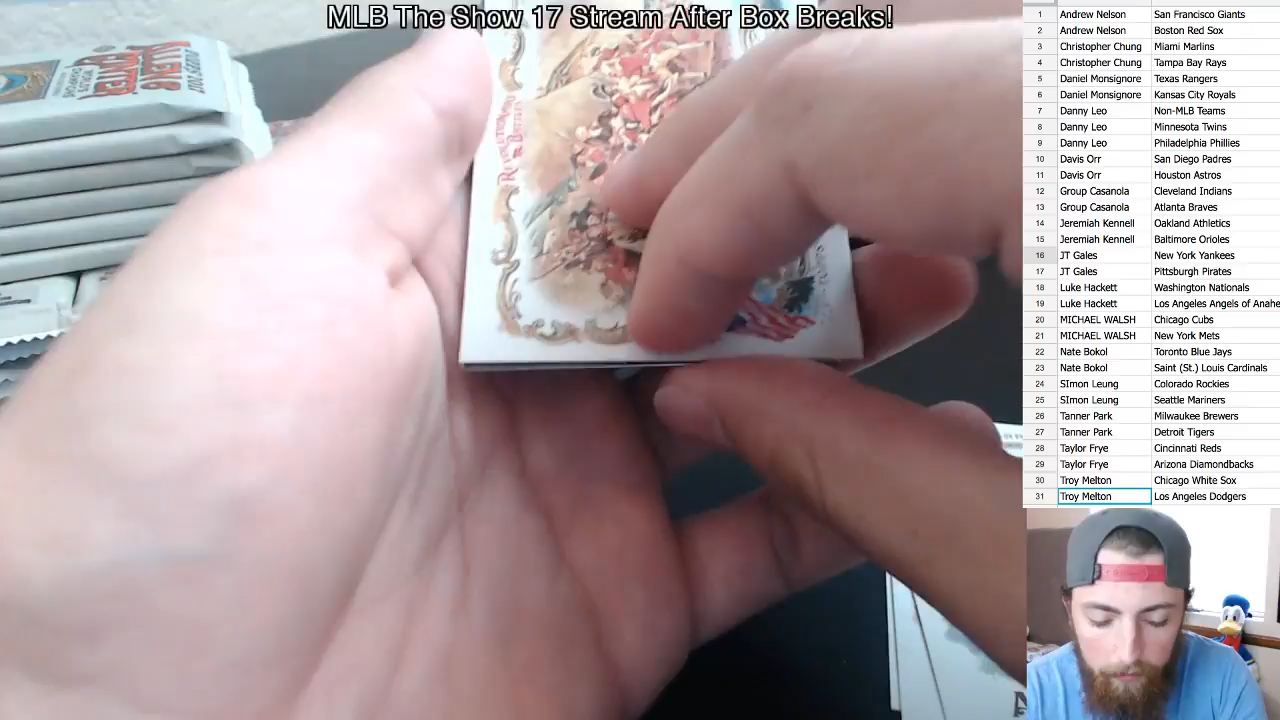 MLB The Show 17 Stream After Box Breaks!
ALLEN &
GINTER
1 Andrew Nelson San Francisco Giants
2 Andrew Nelson Boston Red Sox
3 Christopher Chung Miami Marlins
4 Christopher Chung Tampa Bay Rays
5 Daniel Monsignore Texas Rangers
6 Daniel Monsignore Kansas City Royals
7 Danny Leo Non-MLB Teams
8 Danny Leo Minnesota Twins
9 Danny Leo Philadelphia Phillies
10 Davis Orr San Diego Padres
11 Davis Orr Houston Astros
12 Group Casanola Cleveland Indians
13 Group Casanola Atlanta Braves
14 Jeremiah Kennell Oakland Athletics
15 Jeremiah Kennell Baltimore Orioles
16 JT Gales New York Yankees
17 JT Gales Pittsburgh Pirates
18 Luke Hackett Washington Nationals
19 Luke Hackett Los Angeles Angels of Anahe
20 MICHAEL WALSH Chicago Cubs
21 MICHAEL WALSH New York Mets
22 Nate Bokol Toronto Blue Jays
23 Nate Bokol Saint (St.) Louis Cardinals
24 SImon Leung Colorado Rockies
25 SImon Leung Seattle Mariners
26 Tanner Park Milwaukee Brewers
27 Tanner Park Detroit Tigers
28 Taylor Frye Cincinnati Reds
29 Taylor Frye Arizona Diamondbacks
30 Troy Melton Chicago White Sox
31 Troy Melton Los Angeles Dodgers